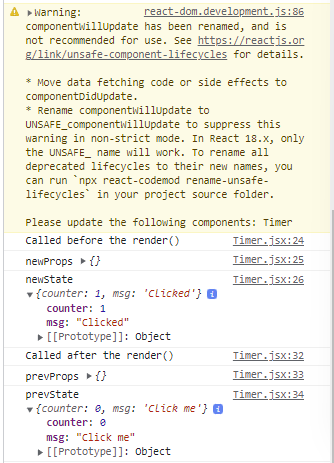 Warning: react-dom.development.js:86
componentWillUpdate has been renamed, and is
not recommended for use. See https://reactjs.or
g/link/unsafe-component-lifecycles for details.
* Move data fetching code or side effects to
componentDidUpdate.
* Rename componentWillUpdate to
UNSAFE_componentWillUpdate to suppress this
warning in non-strict mode. In React 18.x, only
the UNSAFE_ name will work. To rename all
deprecated lifecycles to their new names, you
can run `npx react-codemod rename-unsafe-
lifecycles` in your project source folder.
Please update the following components: Timer
Called before the render() Timer.jsx:24
newProps ▶ {} Timer.jsx:25
newState Timer.jsx:26
▼ {counter: 1, msg: 'Clicked'} i
counter: 1
msg: "Clicked"
▶ [[Prototype]]: Object
Called after the render() Timer.jsx:32
prevProps ▶ {} Timer.jsx:33
prevState Timer.jsx:34
▼ {counter: 0, msg: 'Click me'} i
counter: 0
msg: "Click me"
▶ [[Prototype]]: Object